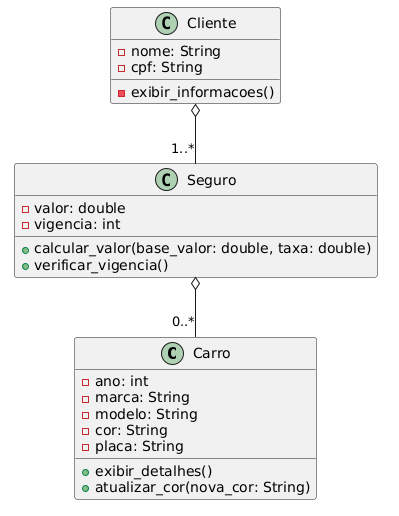 C Cliente
nome: String
cpf: String
exibir_informacoes()
1..*
C Seguro
valor: double
vigencia: int
calcular_valor(base_valor: double, taxa: double)
verificar_vigencia()
0..*
C Carro
ano: int
marca: String
modelo: String
cor: String
placa: String
exibir_detalhes()
atualizar_cor(nova_cor: String)